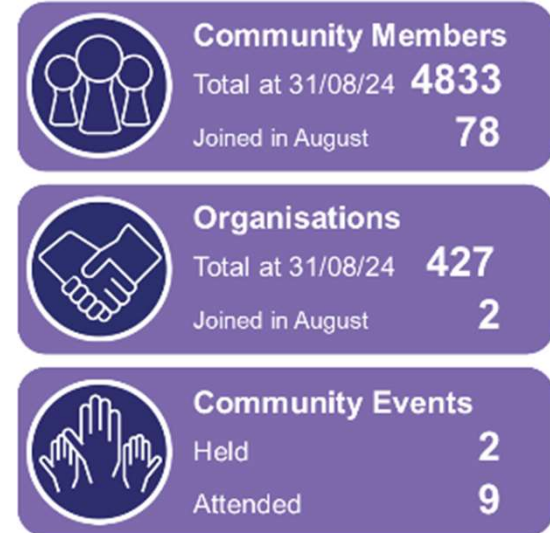 Community Members
Total at 31/08/24 4833
Joined in August 78
Organisations
Total at 31/08/24 427
Joined in August 2
Community Events
Held 2
Attended 9